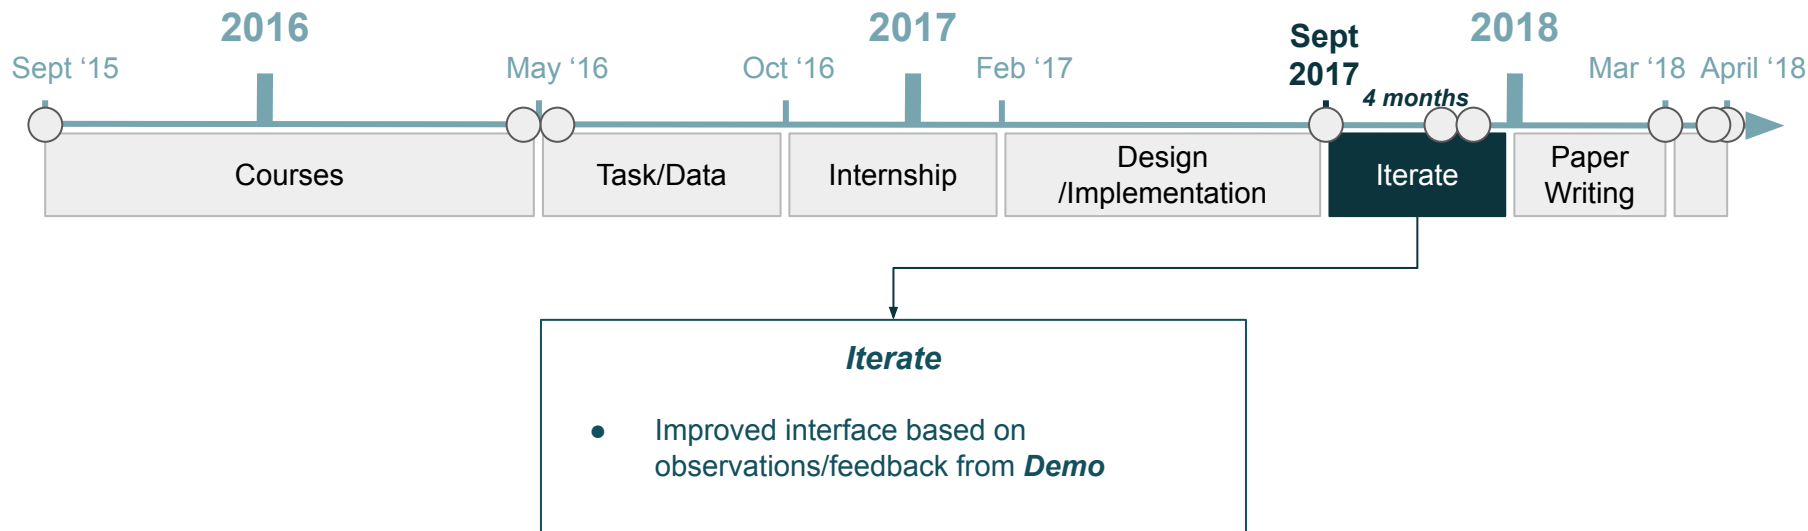 2016
2017
2018
Sept ‘15
May ‘16
Oct ‘16
Feb ‘17
Sept
2017
4 months
Mar ‘18
April ‘18
Courses
Task/Data
Internship
Design
/Implementation
Iterate
Paper
Writing
Iterate
● Improved interface based on
observations/feedback from Demo